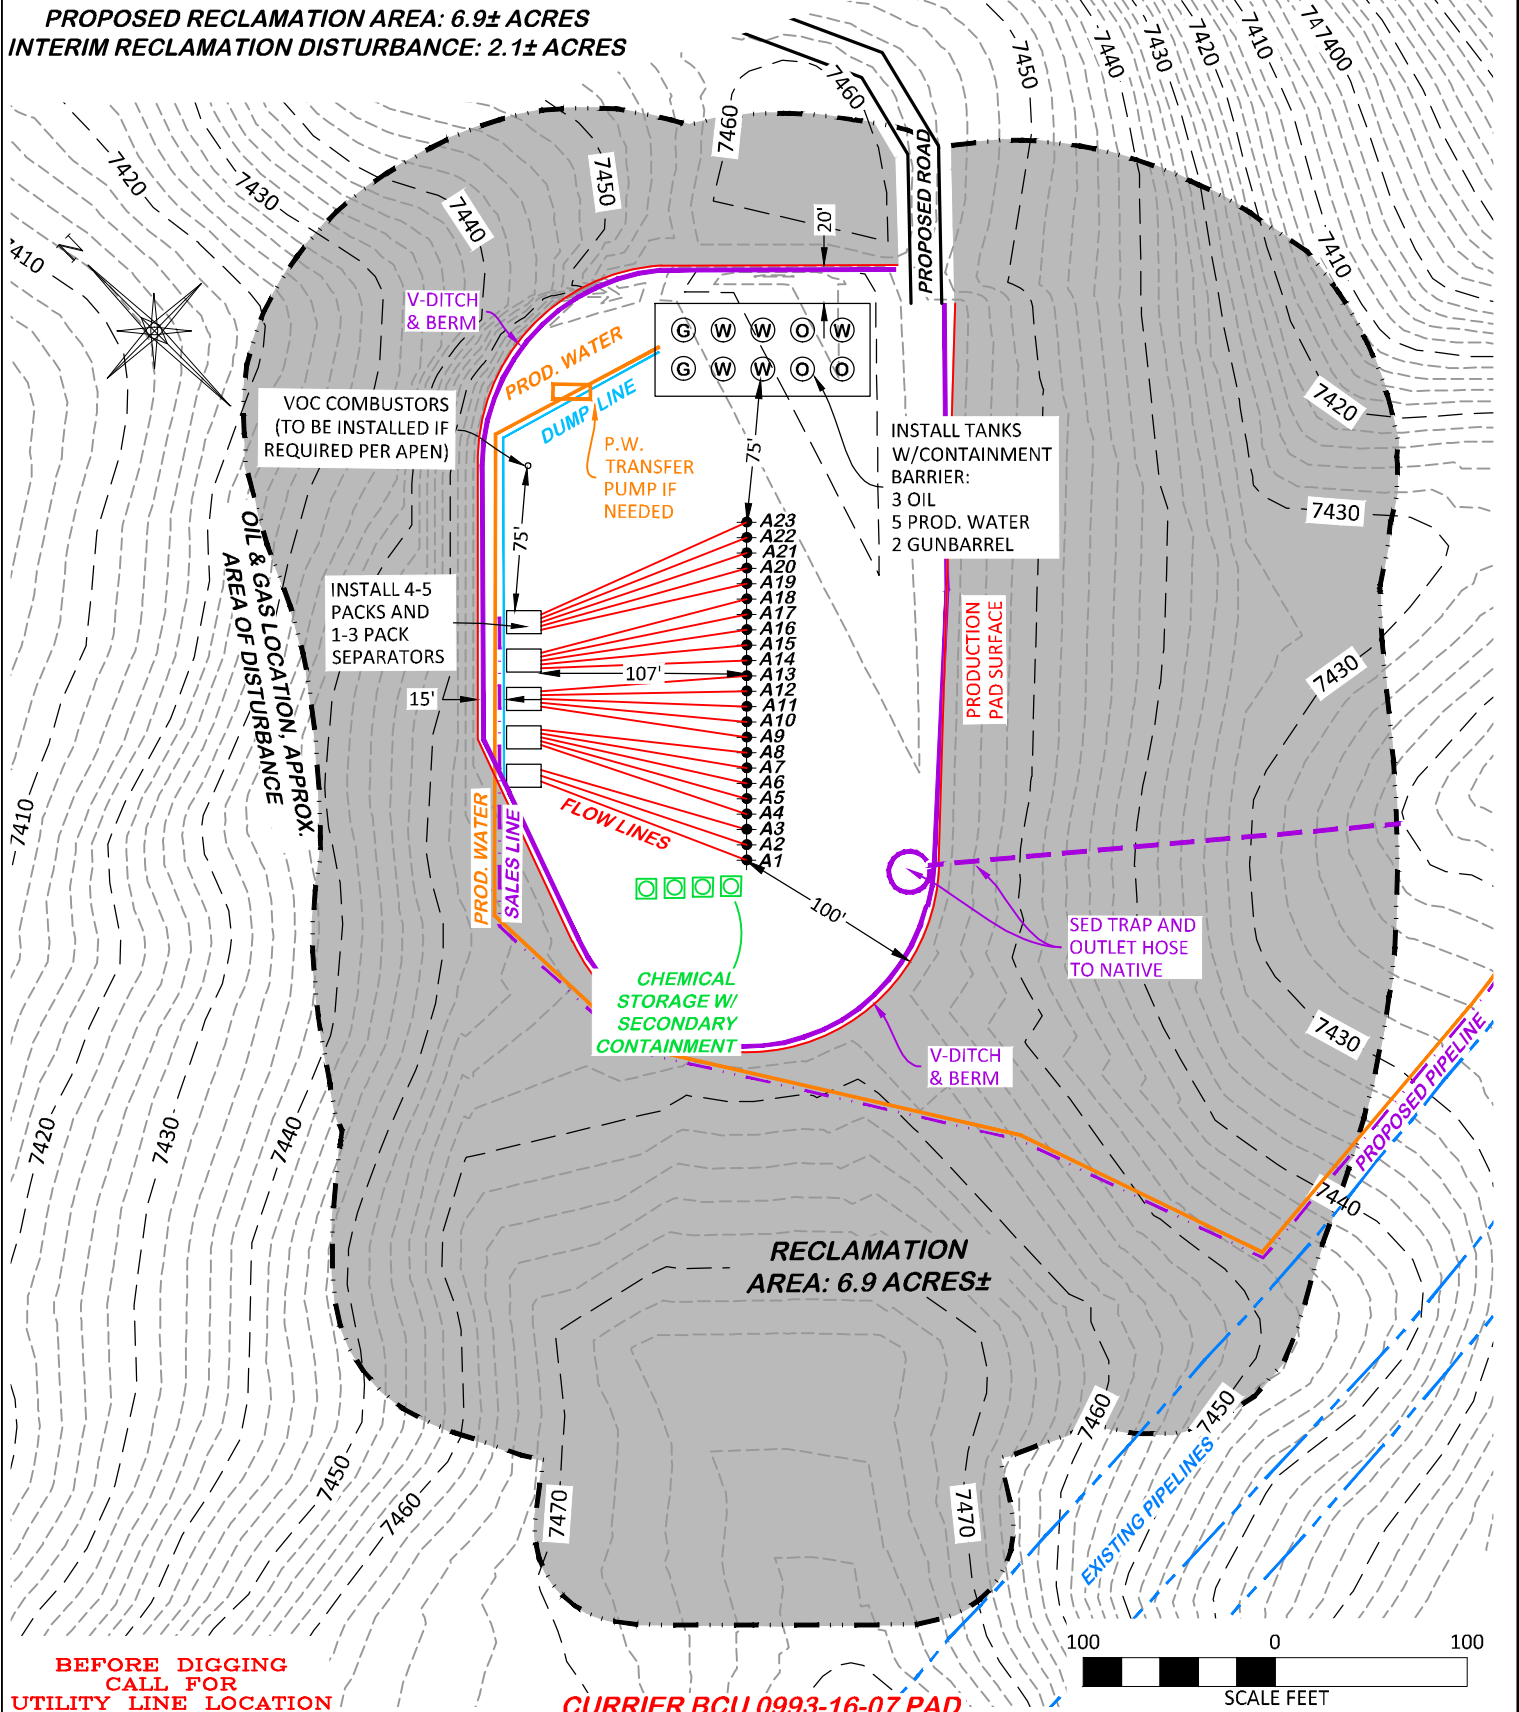 PROPOSED RECLAMATION AREA: 6.9± ACRES
INTERIM RECLAMATION DISTURBANCE: 2.1± ACRES
7460
7460
7450
7440
7430
7420
7410
7400
7420
7430
7440
7450
7410
N
PROPOSED ROAD
20'
7410
V-DITCH
& BERM
PROD. WATER
DUMP LINE
G W W O W
G W W O O
VOC COMBUSTORS
(TO BE INSTALLED IF
REQUIRED PER APEN)
P.W.
TRANSFER
PUMP IF
NEEDED
75'
75'
INSTALL TANKS
W/CONTAINMENT
BARRIER:
3 OIL
5 PROD. WATER
2 GUNBARREL
7420
7430
7430
OIL & GAS LOCATION, APPROX.
AREA OF DISTURBANCE
INSTALL 4-5
PACKS AND
1-3 PACK
SEPARATORS
A23
A22
A21
A20
A19
A18
A17
A16
A15
A14
A13
A12
A11
A10
A9
A8
A7
A6
A5
A4
A3
A2
A1
107'
15'
PRODUCTION
PAD SURFACE
7410
PROD. WATER
SALES LINE
FLOW LINES
100'
SED TRAP AND
OUTLET HOSE
TO NATIVE
CHEMICAL
STORAGE W/
SECONDARY
CONTAINMENT
V-DITCH
& BERM
7430
PROPOSED PIPELINE
7420
7430
7440
7440
RECLAMATION
AREA: 6.9 ACRES±
7450
7460
7470
7470
7460
7450
EXISTING PIPELINES
BEFORE DIGGING
CALL FOR
UTILITY LINE LOCATION
CURRIER BCU 0993-16-07 PAD
100 0 100
SCALE FEET